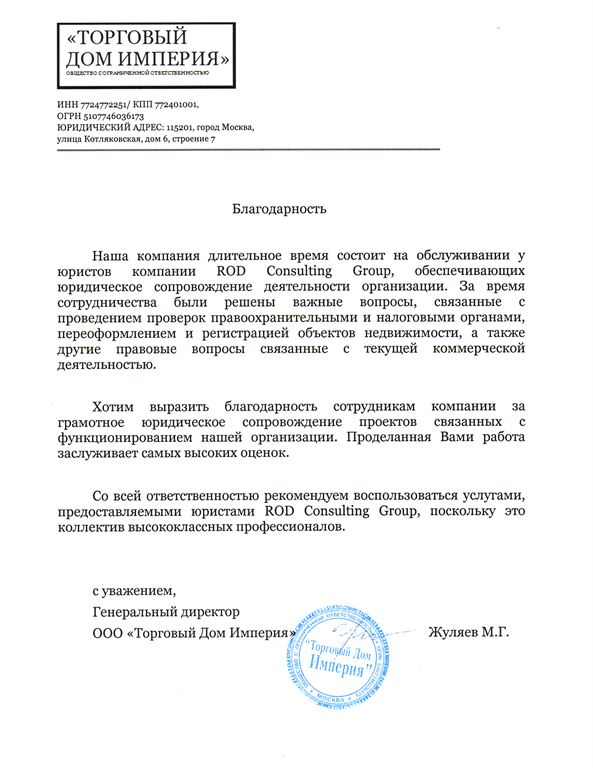 «ТОРГОВЫЙ
ДОМ ИМПЕРИЯ»
ОБЩЕСТВО С ОГРАНИЧЕННОЙ ОТВЕТСТВЕННОСТЬЮ
ИНН 7724772251/ КПП 772401001,
ОГРН 5107746036173
ЮРИДИЧЕСКИЙ АДРЕС: 115201, город Москва,
улица Котляковская, дом 6, строение 7
Благодарность
Наша компания длительное время состоит на обслуживании у
юристов компании ROD Consulting Group, обеспечивающих
юридическое сопровождение деятельности организации. За время
сотрудничества были решены важные вопросы, связанные с
проведением проверок правоохранительными и налоговыми органами,
переоформлением и регистрацией объектов недвижимости, а также
другие правовые вопросы связанные с текущей коммерческой
деятельностью.
Хотим выразить благодарность сотрудникам компании за
грамотное юридическое сопровождение проектов связанных с
функционированием нашей организации. Проделанная Вами работа
заслуживает самых высоких оценок.
Со всей ответственностью рекомендуем воспользоваться услугами,
предоставляемыми юристами ROD Consulting Group, поскольку это
коллектив высококлассных профессионалов.
с уважением,
Генеральный директор
ООО «Торговый Дом Империя» Жуляев М.Г.
ОБЩЕСТВО С ОГРАНИЧЕННОЙ ОТВЕТСТВЕННОСТЬЮ
"Торговый Дом
Империя"
МОСКВА